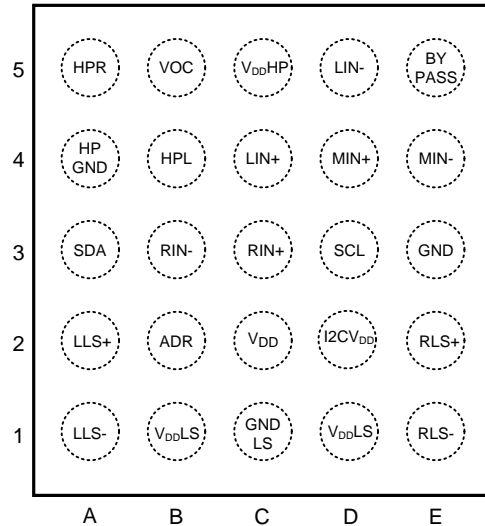 5 HPR VOC VDDHP LIN- BY PASS
4 HP GND HPL LIN+ MIN+ MIN-
3 SDA RIN- RIN+ SCL GND
2 LLS+ ADR VDD I2CVDD RLS+
1 LLS- VDDLS GND LS VDDLS RLS-
A B C D E